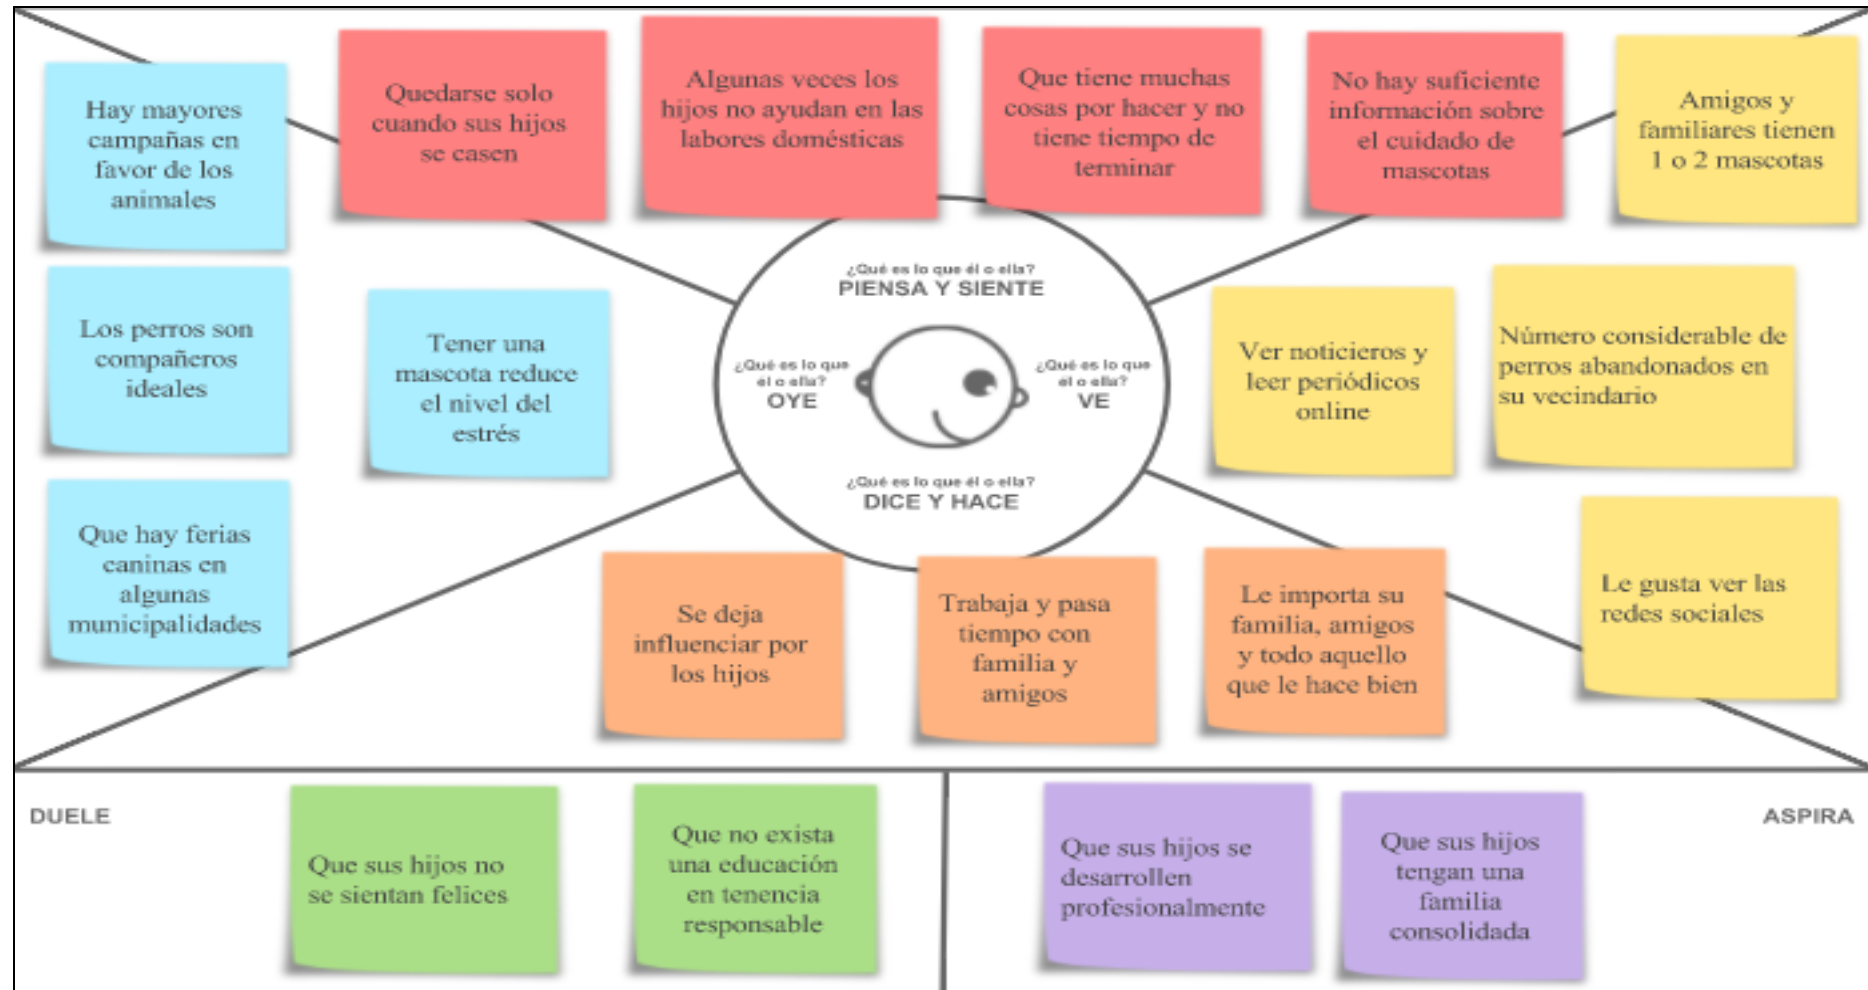 Hay mayores
campañas en
favor de los
animales
Quedarse solo
cuando sus hijos
se casen
Algunas veces los
hijos no ayudan en las
labores domésticas
Que tiene muchas
cosas por hacer y no
tiene tiempo de
terminar
No hay suficiente
información sobre
el cuidado de
mascotas
Amigos y
familiares tienen
1 o 2 mascotas
Los perros son
compañeros
ideales
Tener una
mascota reduce
el nivel del
estrés
¿Qué es lo que él o ella?
PIENSA Y SIENTE
¿Qué es lo que
él o ella?
OYE
¿Qué es lo que
él o ella?
VE
¿Qué es lo que él o ella?
DICE Y HACE
Ver noticieros y
leer periódicos
online
Número considerable de
perros abandonados en
su vecindario
Que hay ferias
caninas en
algunas
municipalidades
Se deja
influenciar por
los hijos
Trabaja y pasa
tiempo con
familia y
amigos
Le importa su
familia, amigos
y todo aquello
que le hace bien
Le gusta ver las
redes sociales
DUELE
Que sus hijos no
se sientan felices
Que no exista
una educación
en tenencia
responsable
Que sus hijos se
desarrollen
profesionalmente
Que sus hijos
tengan una
familia
consolidada
ASPIRA